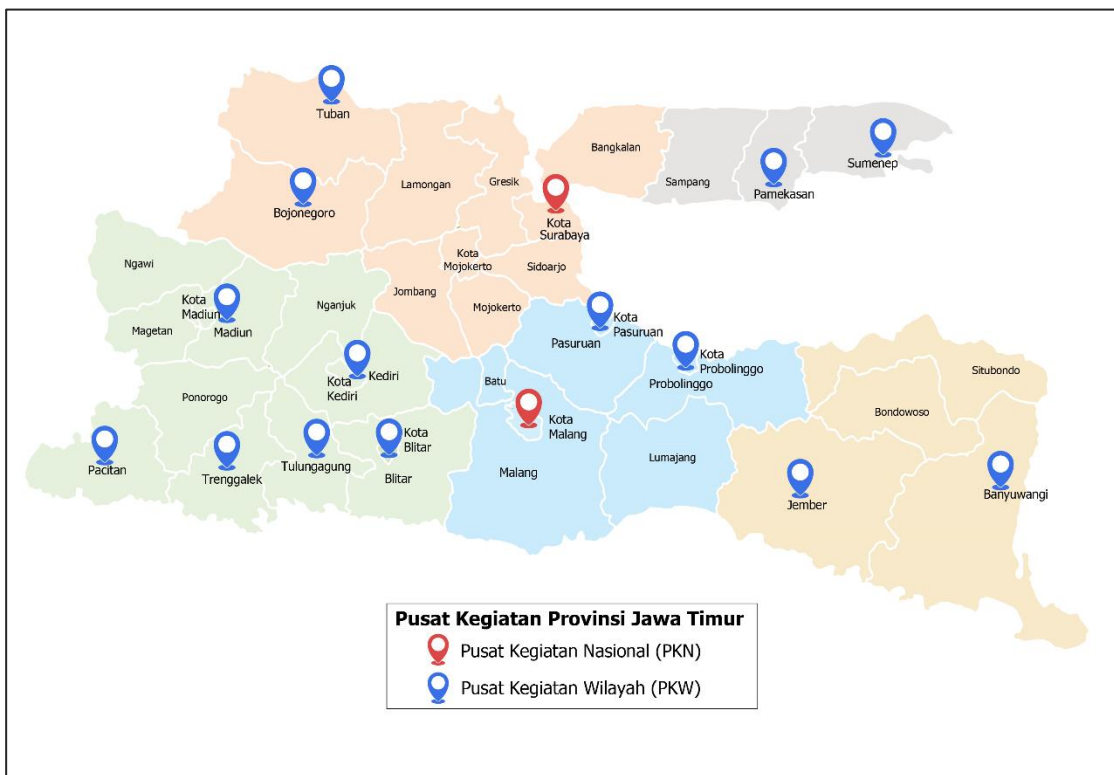 Tuban
Bangkalan
Sumenep
Lamongan
Gresik
Sampang
Pamekasan
Bojonegoro
Kota
Surabaya
Ngawi
Kota
Mojokerto
Sidoarjo
Kota
Madiun
Madiun
Nganjuk
Jombang
Mojokerto
Magetan
Kota
Pasuruan
Pasuruan
Kota
Probolinggo
Probolinggo
Kota
Kediri
Kediri
Batu
Situbondo
Ponorogo
Bondowoso
Kota
Malang
Kota
Blitar
Pacitan
Trenggalek
Tulungagung
Blitar
Malang
Lumajang
Jember
Banyuwangi
Pusat Kegiatan Provinsi Jawa Timur
Pusat Kegiatan Nasional (PKN)
Pusat Kegiatan Wilayah (PKW)